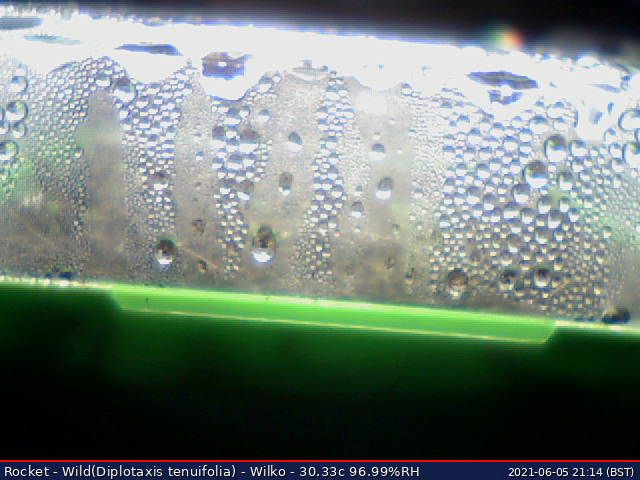 Rocket - Wild(Diplotaxis tenuifolia) - Wilko - 30.33c 96.99%RH 2021-06-05 21:14 (BST)